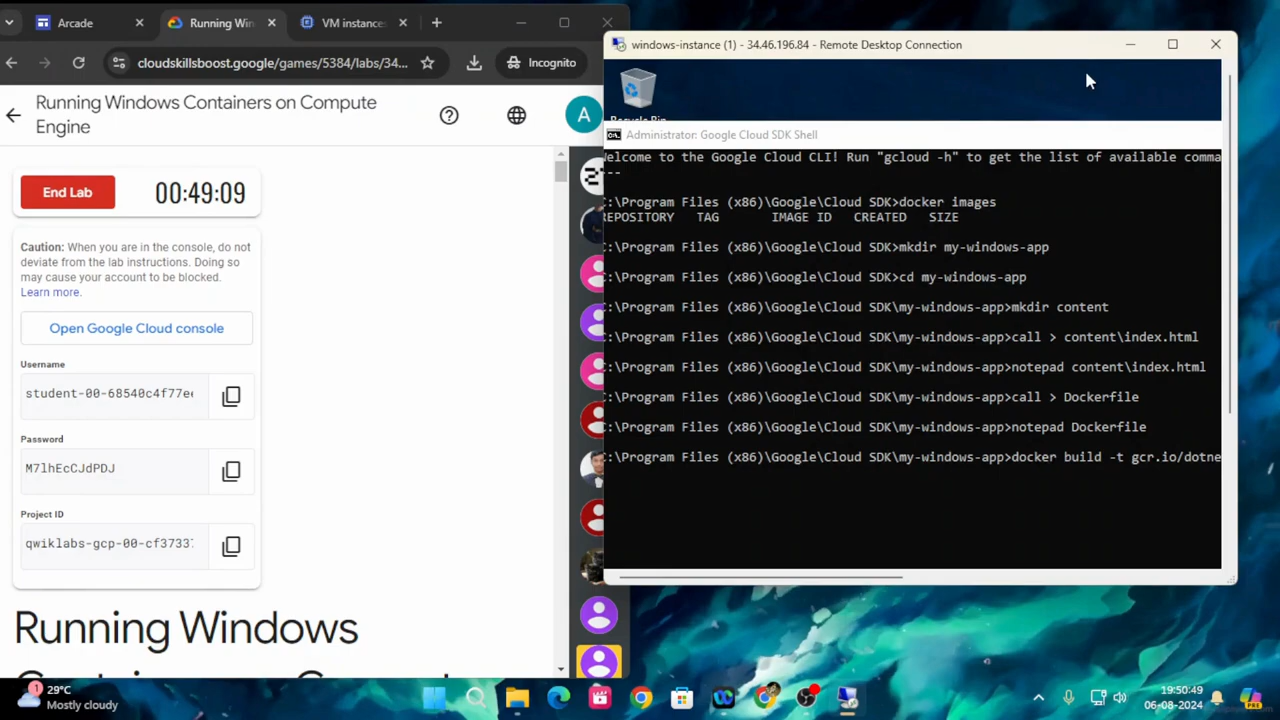 Arcade
Running Win
VM instance
cloudskillsboost.google/games/5384/labs/34...
Incognito
Running Windows Containers on Compute
Engine
A
End Lab
00:49:09
Caution: When you are in the console, do not
deviate from the lab instructions. Doing so
may cause your account to be blocked.
Learn more.
Open Google Cloud console
Username
student-00-68540c4f77e
Password
M7lhEcCJdPDJ
Project ID
qwiklabs-gcp-00-cf3733
Running Windows
windows-instance (1) - 34.46.196.84 - Remote Desktop Connection
Recycle Bin
Administrator: Google Cloud SDK Shell
elcome to the Google Cloud CLI! Run "gcloud -h" to get the list of available comma
---
:\Program Files (x86)\Google\Cloud SDK>docker images
REPOSITORY TAG IMAGE ID CREATED SIZE
:\Program Files (x86)\Google\Cloud SDK>mkdir my-windows-app
:\Program Files (x86)\Google\Cloud SDK>cd my-windows-app
:\Program Files (x86)\Google\Cloud SDK\my-windows-app>mkdir content
:\Program Files (x86)\Google\Cloud SDK\my-windows-app>call > content\index.html
:\Program Files (x86)\Google\Cloud SDK\my-windows-app>notepad content\index.html
:\Program Files (x86)\Google\Cloud SDK\my-windows-app>call > Dockerfile
:\Program Files (x86)\Google\Cloud SDK\my-windows-app>notepad Dockerfile
:\Program Files (x86)\Google\Cloud SDK\my-windows-app>docker build -t gcr.io/dotne
1
29°C
Mostly cloudy
19:50:49
06-08-2024
PRE